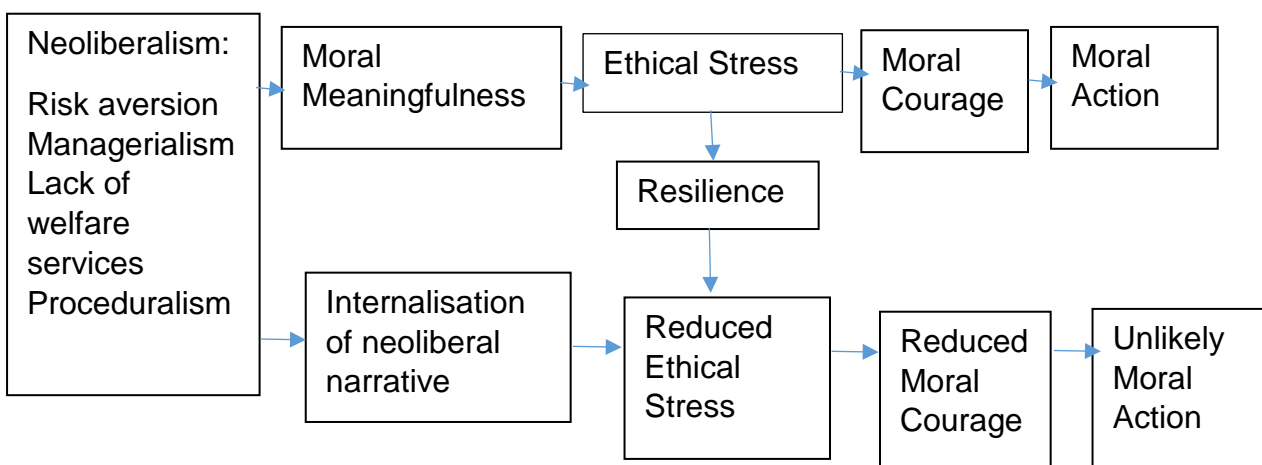 Neoliberalism:
Risk aversion
Managerialism
Lack of
welfare
services
Proceduralism
Moral
Meaningfulness
Ethical Stress
Moral
Courage
Moral
Action
Resilience
Internalisation
of neoliberal
narrative
Reduced
Ethical
Stress
Reduced
Moral
Courage
Unlikely
Moral
Action